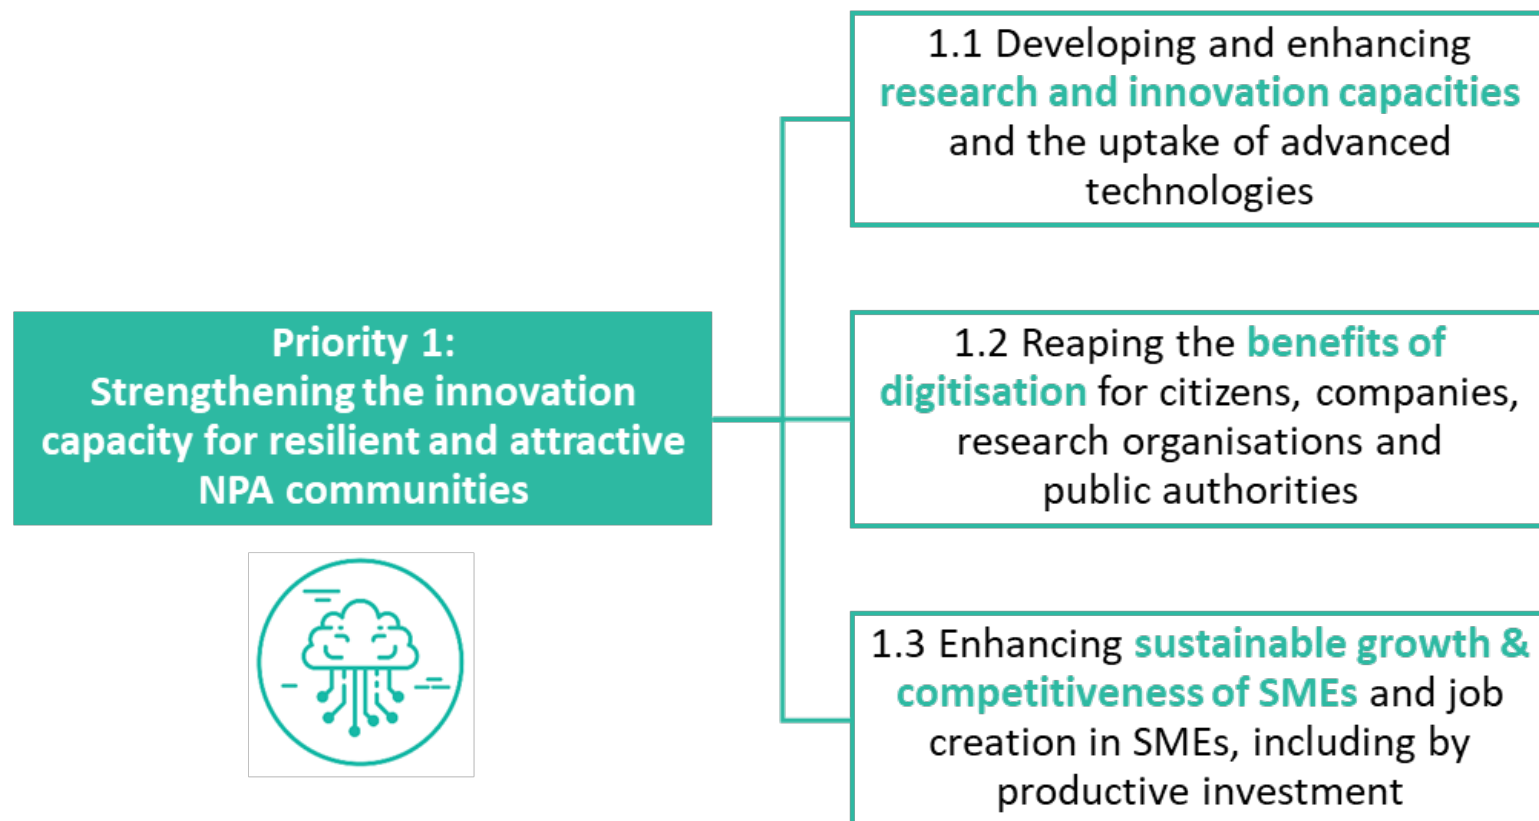 1.1 Developing and enhancing
research and innovation capacities
and the uptake of advanced
technologies
Priority 1:
Strengthening the innovation
capacity for resilient and attractive
NPA communities
1.2 Reaping the benefits of
digitisation for citizens, companies,
research organisations and
public authorities
1.3 Enhancing sustainable growth &
competitiveness of SMEs and job
creation in SMEs, including by
productive investment